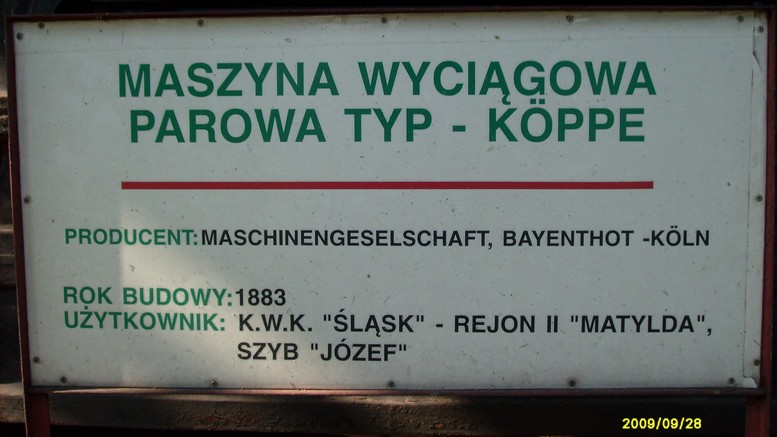 MASZYNA WYCIĄGOWA
PAROWA TYP - KÖPPE
PRODUCENT: MASCHINENGESELSCHAFT, BAYENTHOT -KÖLN
ROK BUDOWY: 1883
UŻYTKOWNIK: K.W.K. "ŚLĄSK" - REJON II "MATYLDA",
SZYB "JÓZEF"
2009/09/28